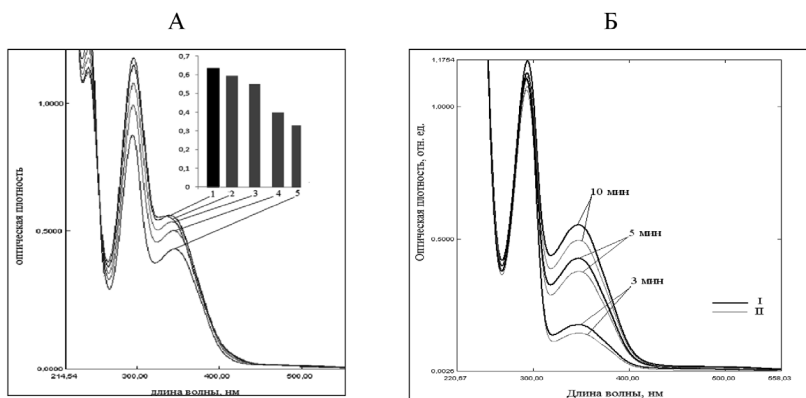 А
Б
0,7
0,6
0,5
0,4
0,3
0,2
0,1
0
1 2 3 4 5
1,0000
0,5000
0,0000
214,54 300,00 400,00 500,00
длина волны, нм
оптическая плотность
1,1764
1,0000
0,5000
0,0026
10 мин
5 мин
3 мин
I
II
300,00 400,00 600,00 658,03
Длина волны, нм
Оптическая плотность, отн. ед.